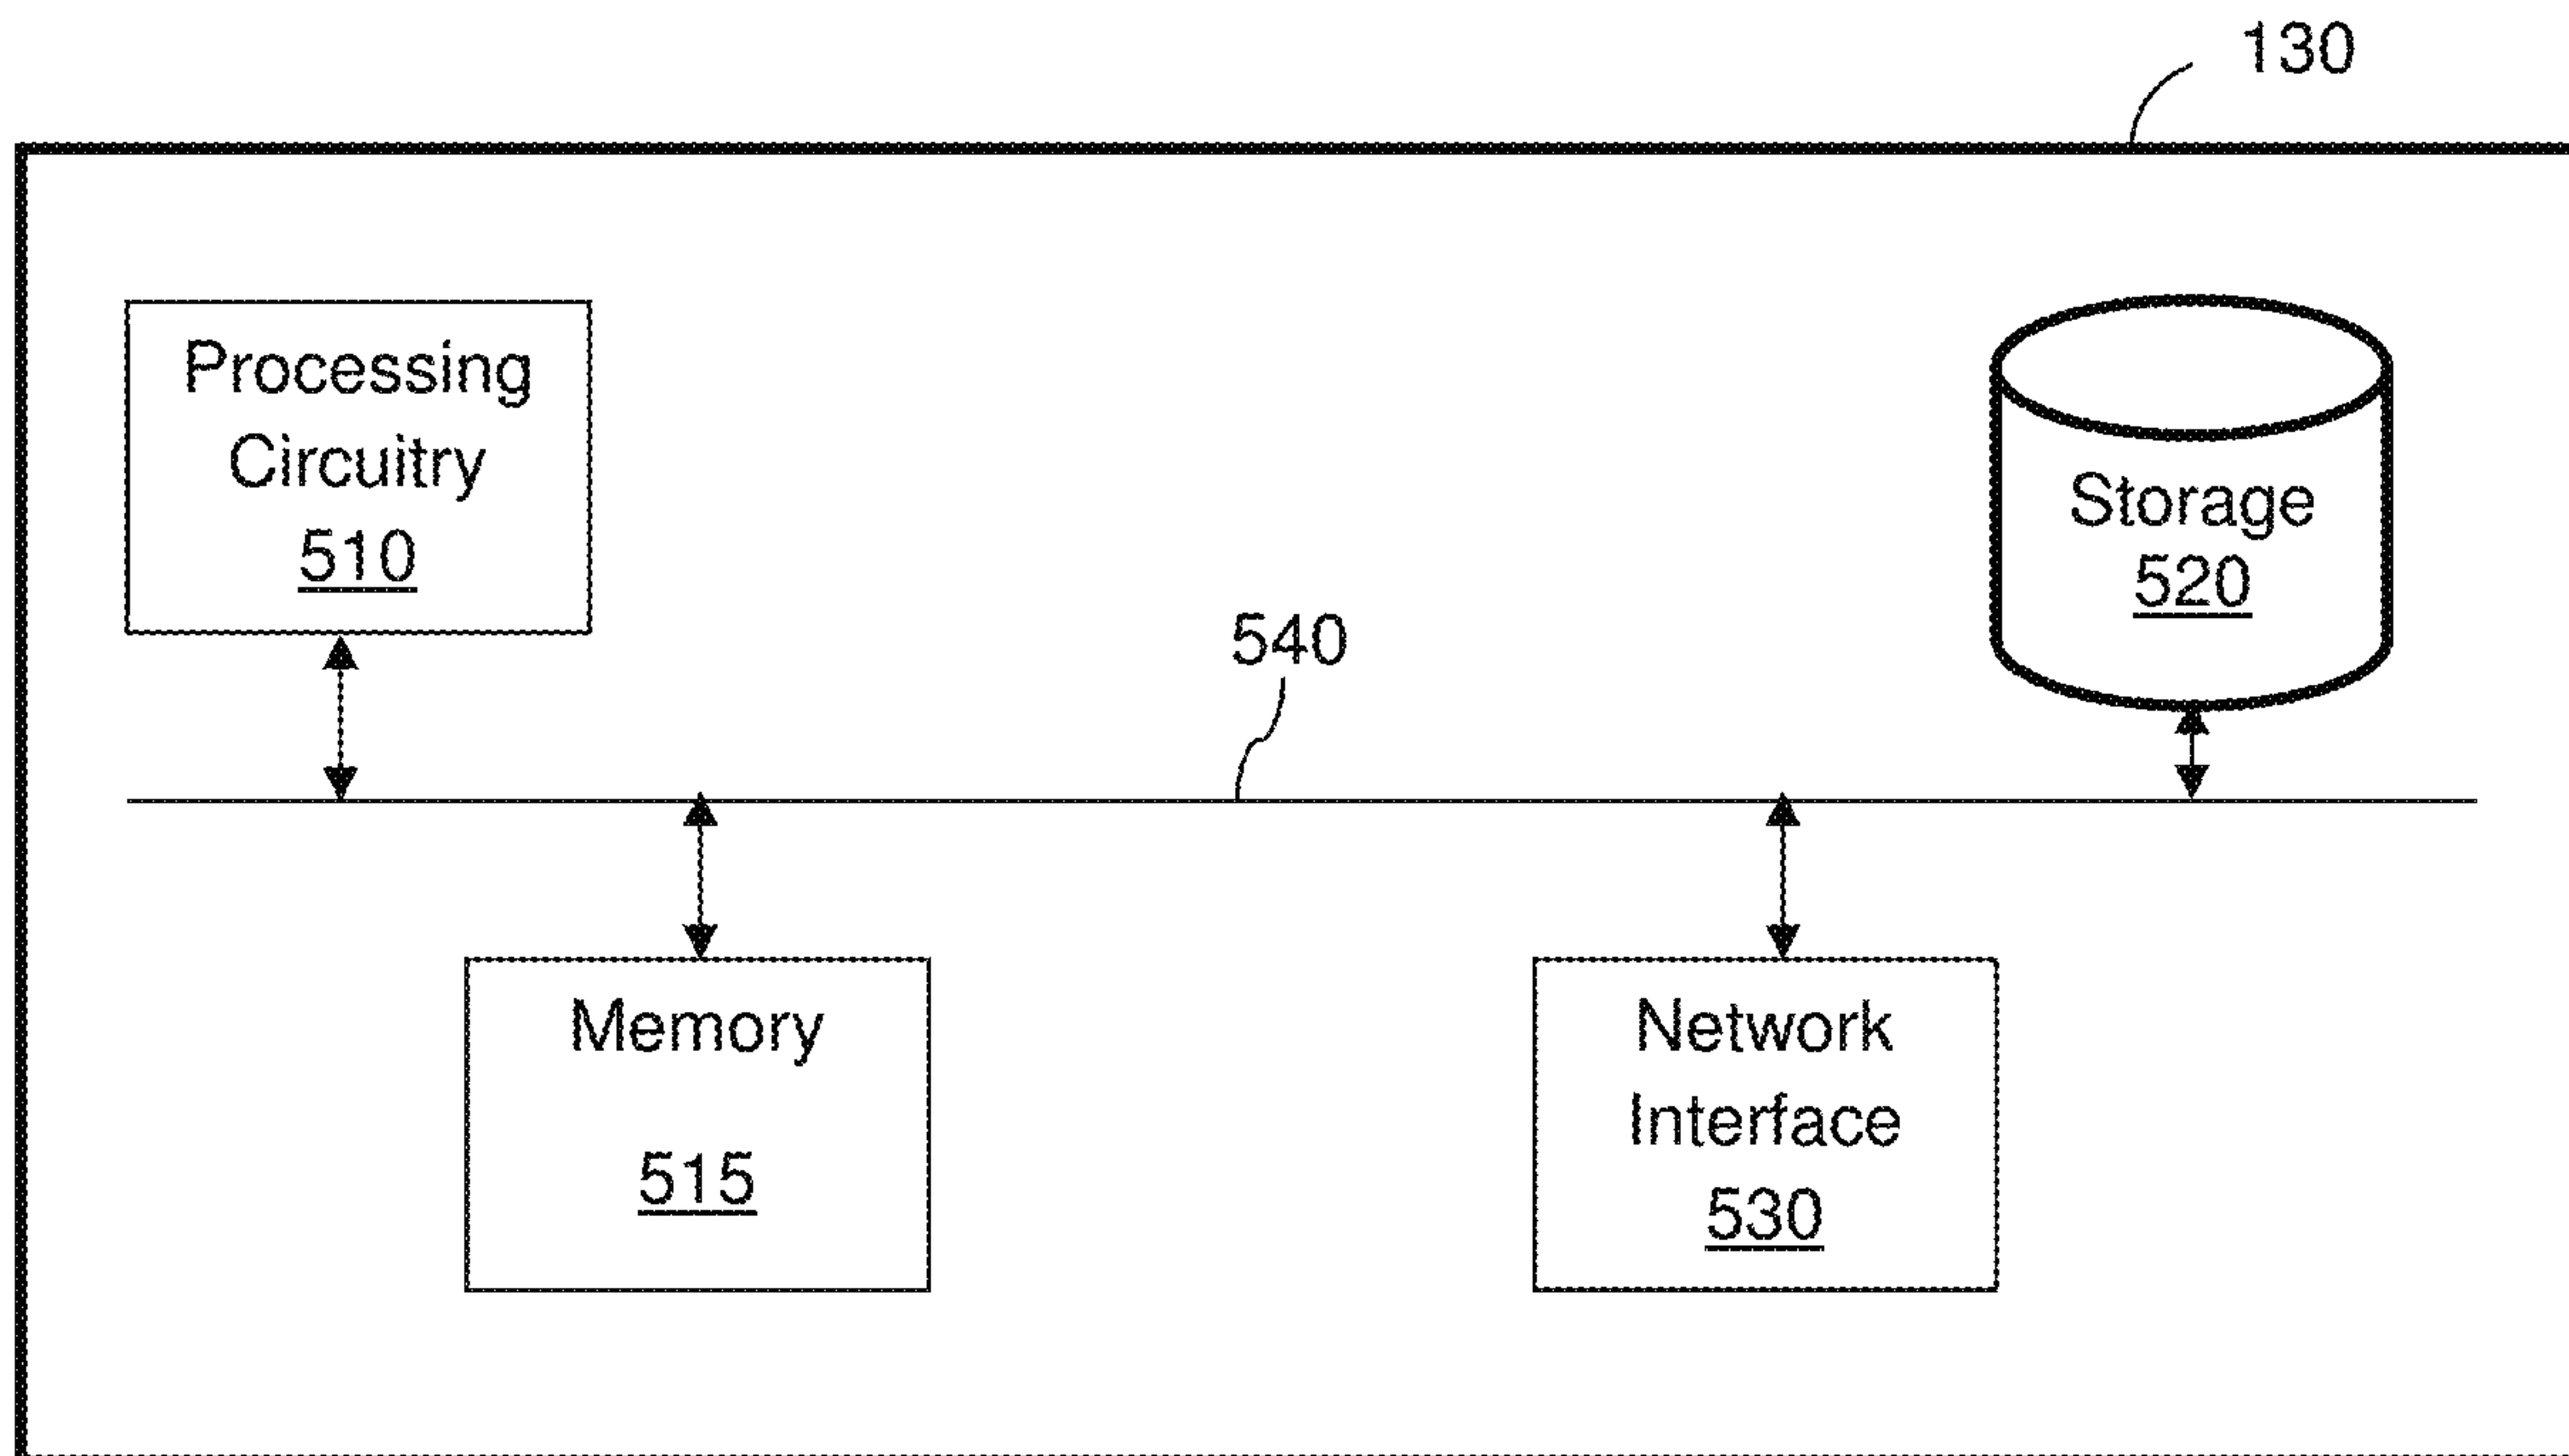 130
Processing
Circuitry
510
Storage
520
540
Memory
515
Network
Interface
530